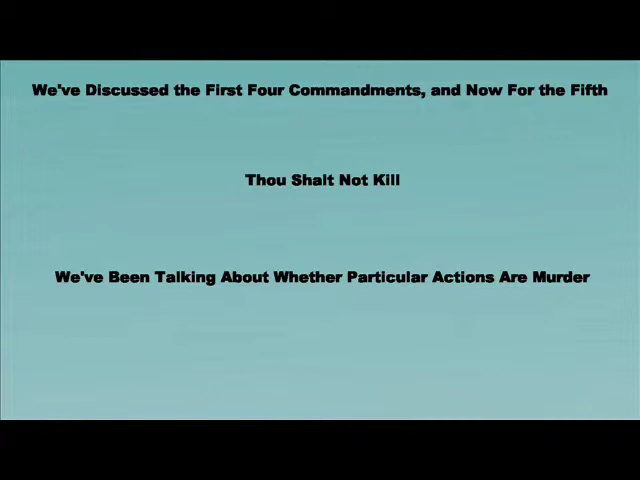 We've Discussed the First Four Commandments, and Now For the Fifth
Thou Shalt Not Kill
We've Been Talking About Whether Particular Actions Are Murder